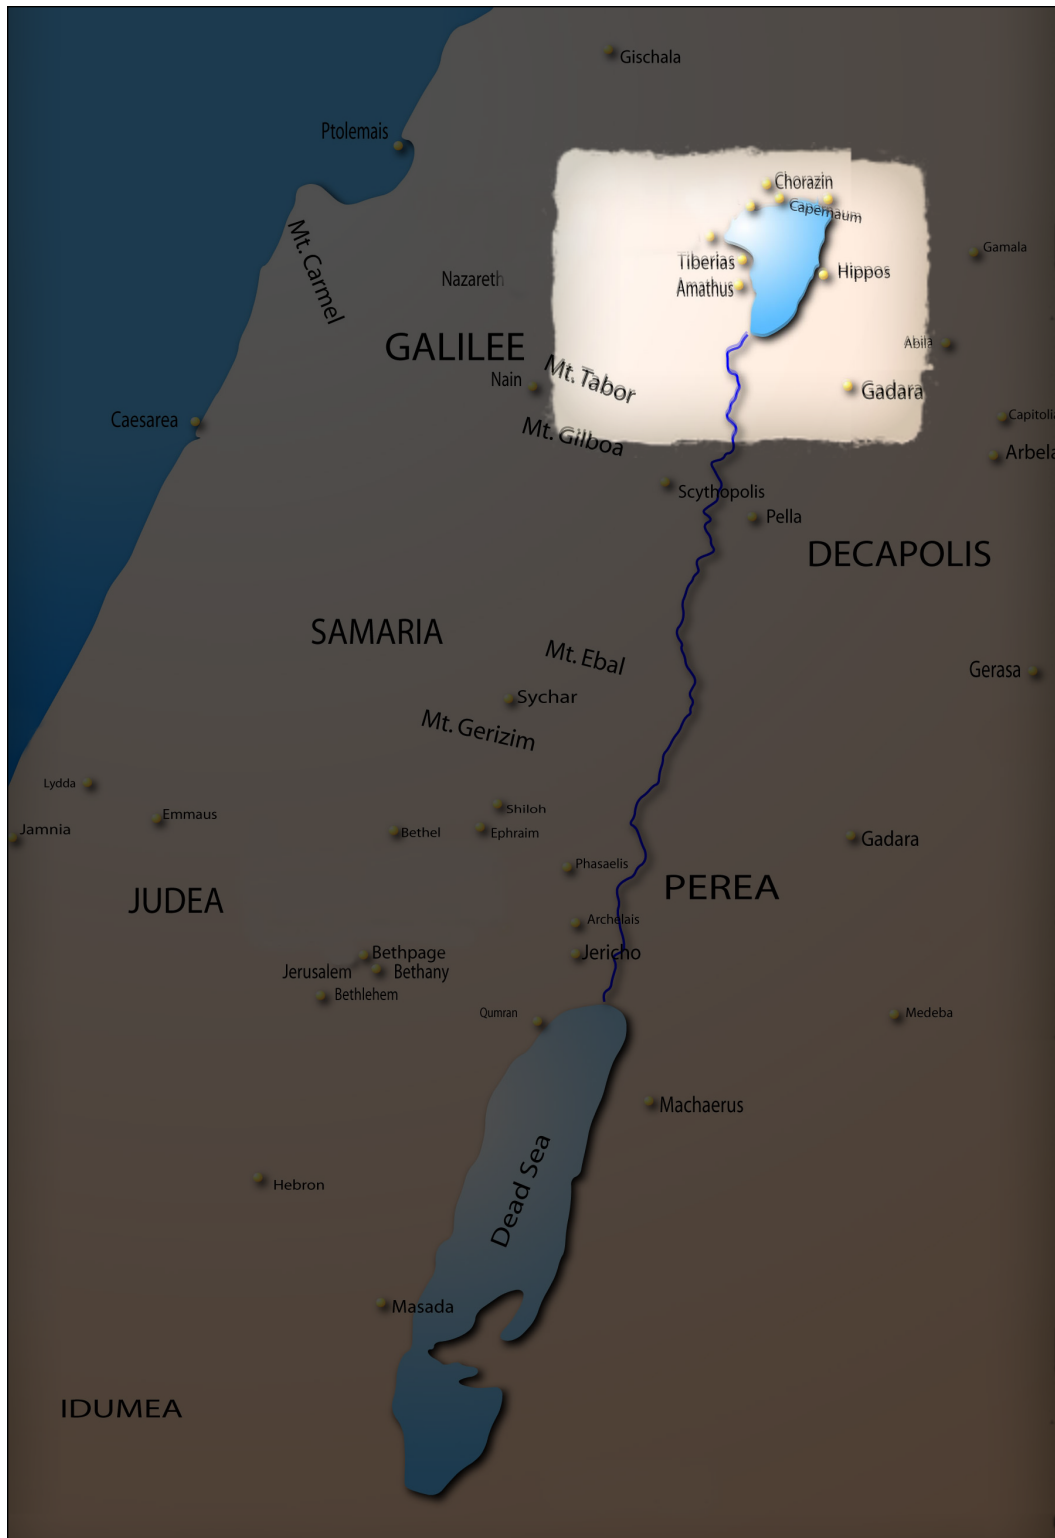 Gischala
Ptolemais
Chorazin
Capernaum
Mt. Carmel
Gamala
Tiberias
Hippos
Nazareth
Amathus
GALILEE
Abila
Mt. Tabor
Nain
Gadara
Caesarea
Capitolia
Mt. Gilboa
Arbela
Scythopolis
Pella
DECAPOLIS
SAMARIA
Mt. Ebal
Gerasa
Sychar
Mt. Gerizim
Lydda
Shiloh
Emmaus
Jamnia
Bethel
Ephraim
Gadara
Phasaelis
PEREA
JUDEA
Archelais
Bethpage
Jericho
Jerusalem
Bethany
Bethlehem
Qumran
Medeba
Machaerus
Dead Sea
Hebron
Masada
IDUMEA